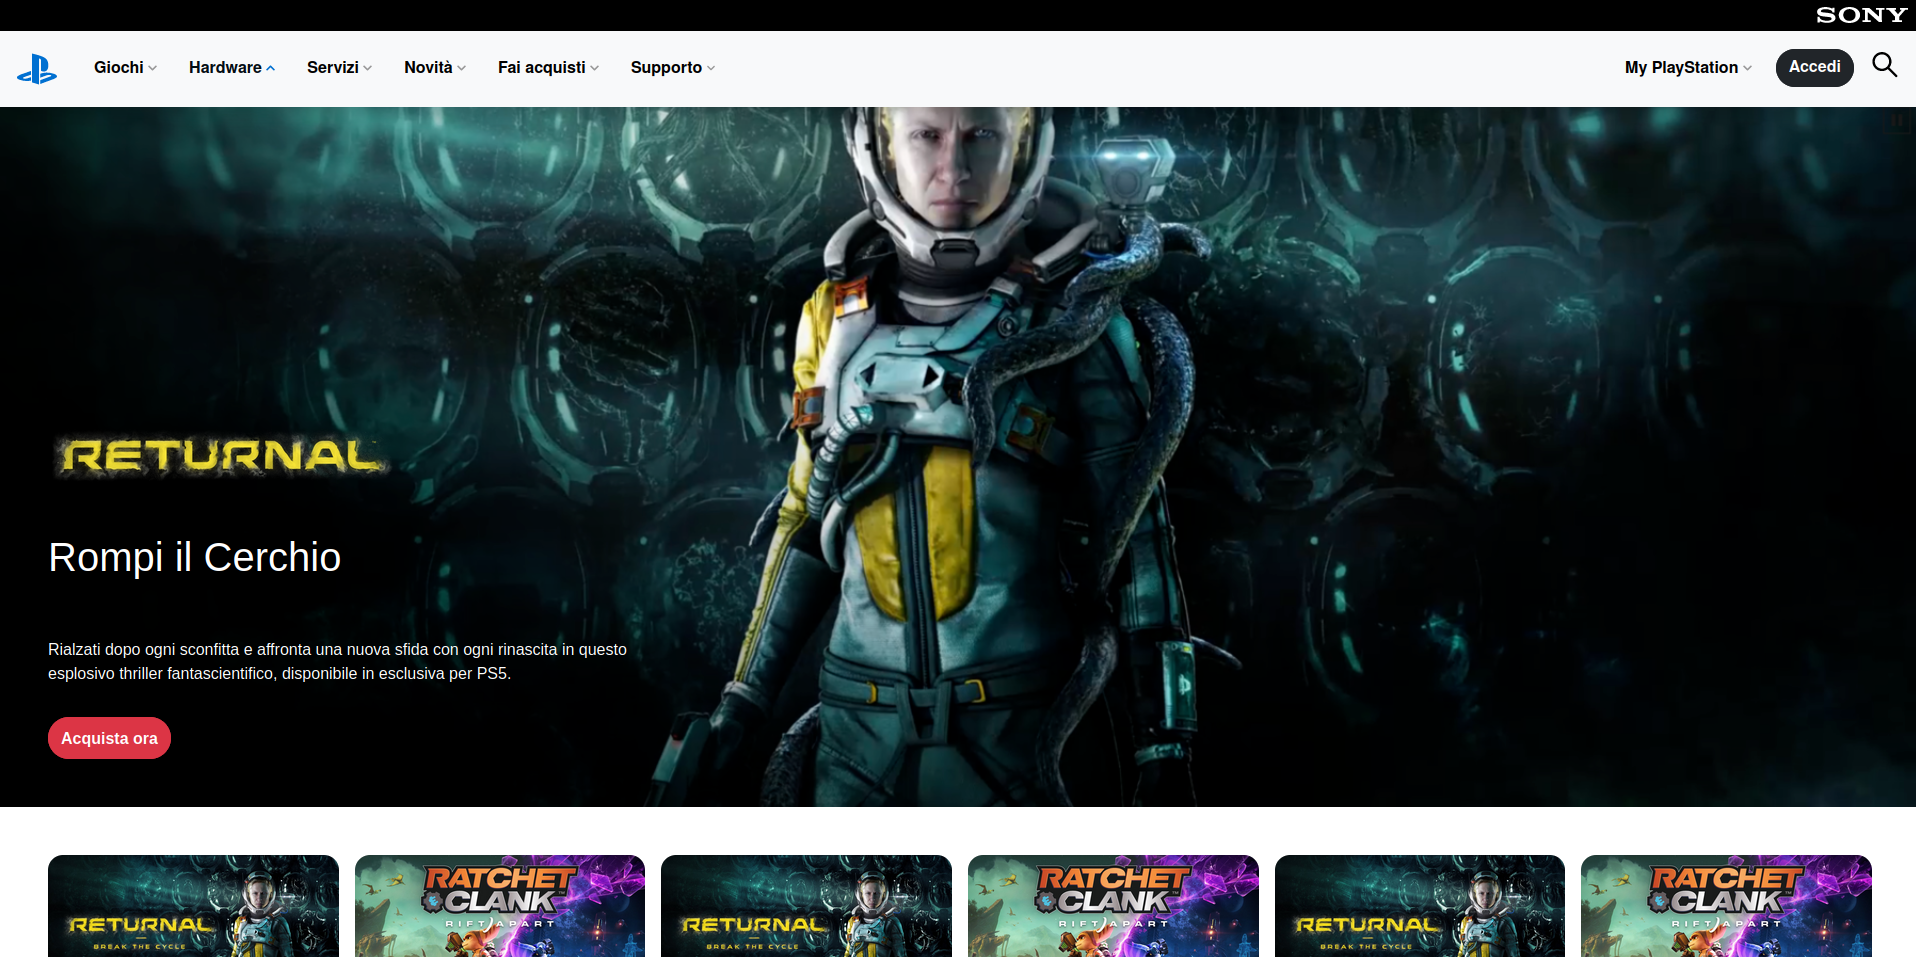 SONY
Giochi
Hardware
Servizi
Novità
Fai acquisti
Supporto
My PlayStation
Accedi
RETURNAL
Rompi il Cerchio
Rialzati dopo ogni sconfitta e affronta una nuova sfida con ogni rinascita in questo
esplosivo thriller fantascientifico, disponibile in esclusiva per PS5.
Acquista ora
RETURNAL
BREAK THE CYCLE
RATCHET
CLANK
RIFT APART
RETURNAL
BREAK THE CYCLE
RATCHET
CLANK
RIFT APART
RETURNAL
BREAK THE CYCLE
RATCHET
CLANK
RIFT APART